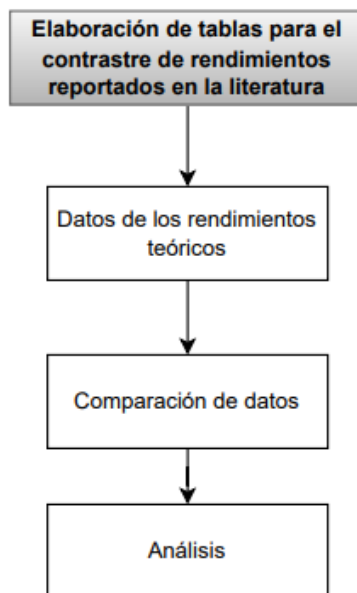 Elaboración de tablas para el
contrastre de rendimientos
reportados en la literatura
Datos de los rendimientos
teóricos
Comparación de datos
Análisis